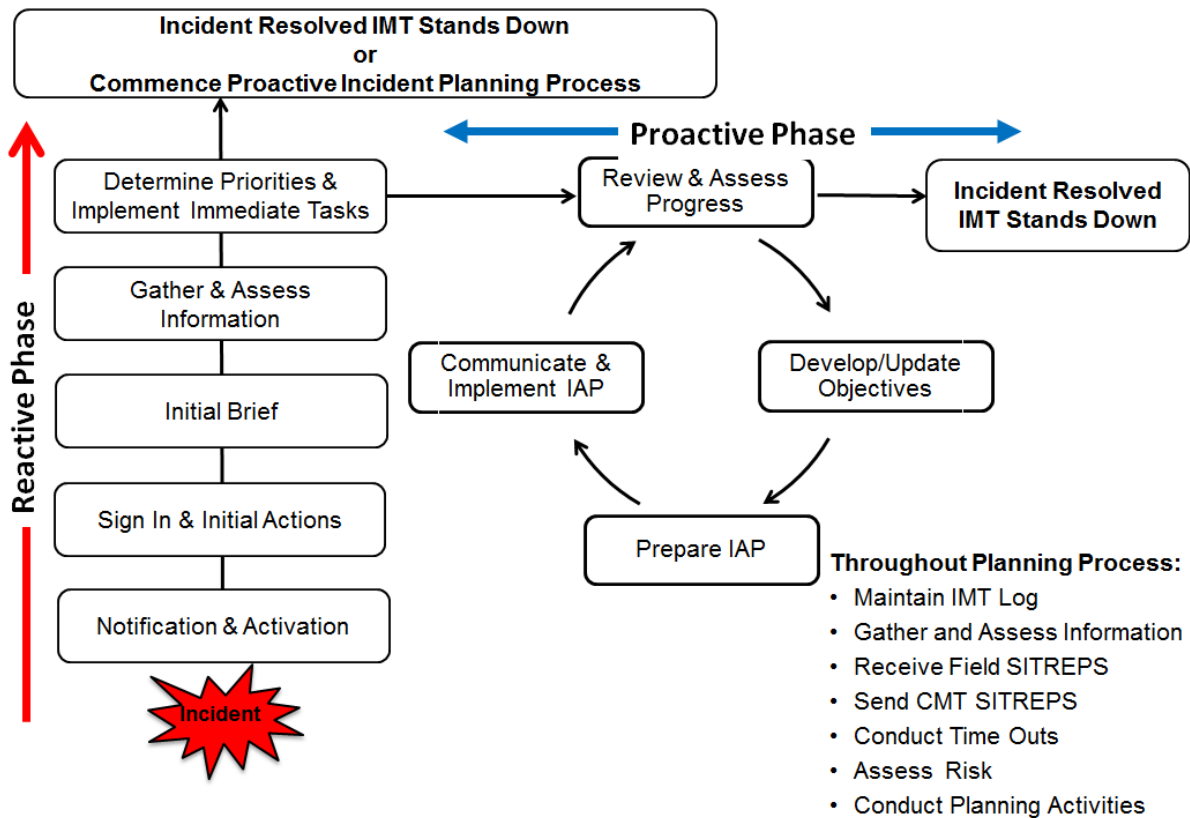 Incident Resolved IMT Stands Down
or
Commence Proactive Incident Planning Process
Reactive Phase
Proactive Phase
Determine Priorities &
Implement Immediate Tasks
Gather & Assess
Information
Initial Brief
Sign In & Initial Actions
Notification & Activation
Incident
Review & Assess
Progress
Incident Resolved
IMT Stands Down
Communicate &
Implement IAP
Develop/Update
Objectives
Prepare IAP
Throughout Planning Process:
• Maintain IMT Log
• Gather and Assess Information
• Receive Field SITREPS
• Send CMT SITREPS
• Conduct Time Outs
• Assess Risk
• Conduct Planning Activities